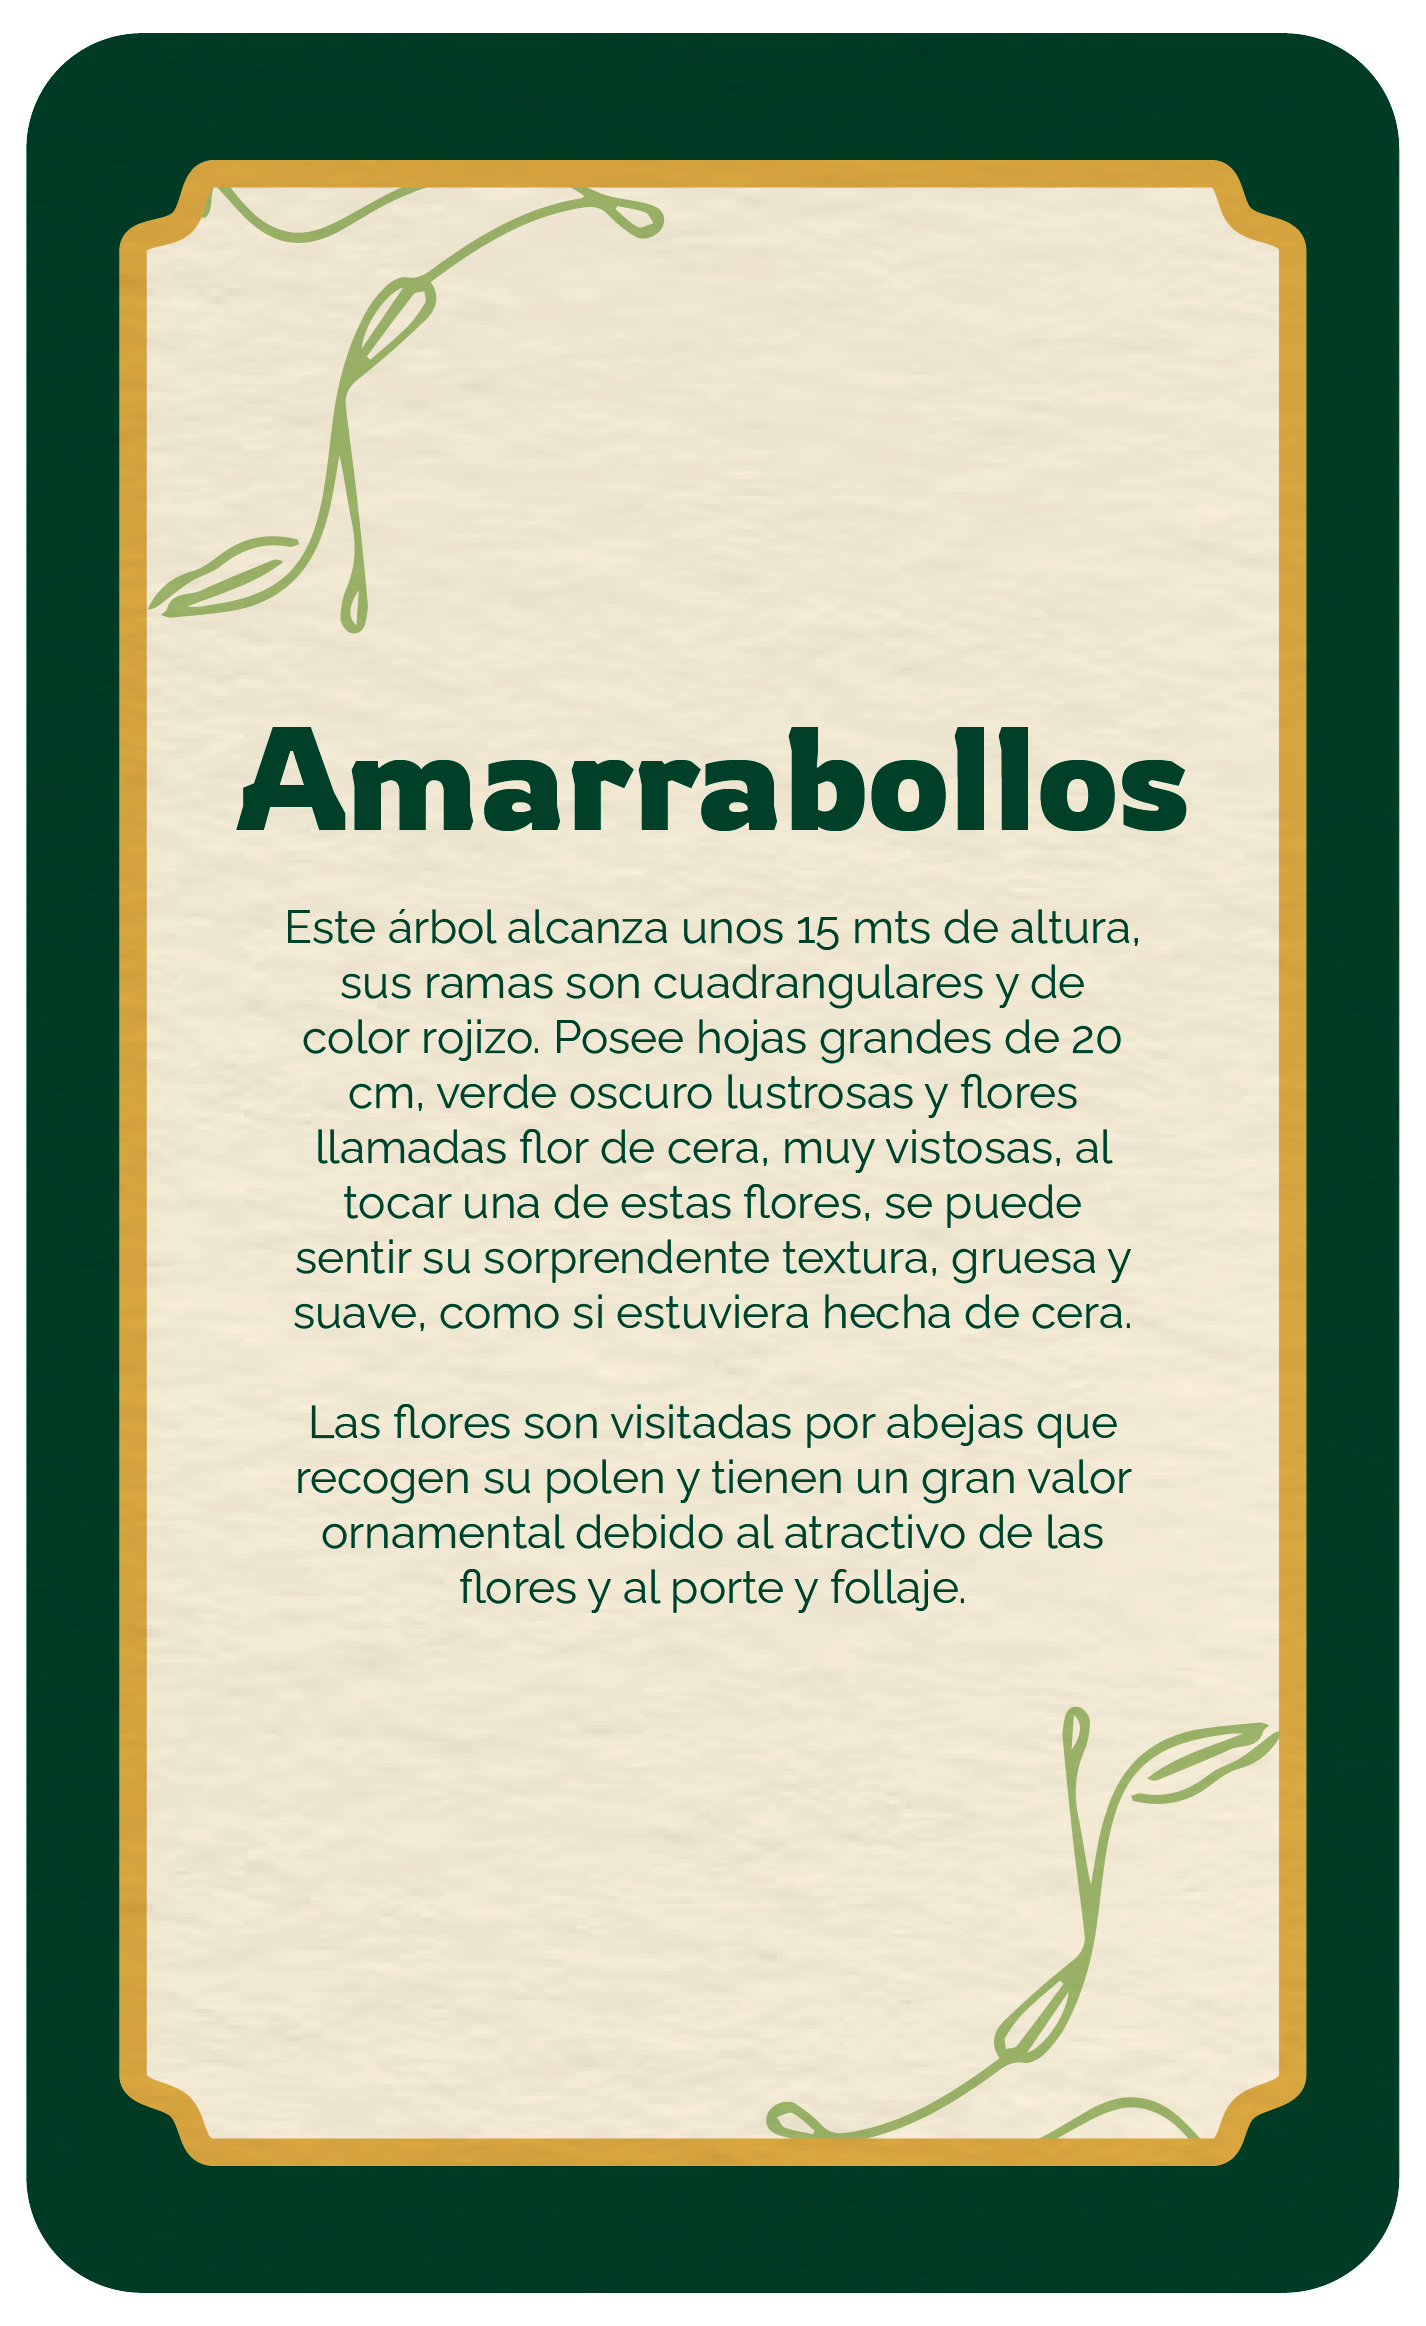 Amarrabollos
Este árbol alcanza unos 15 mts de altura,
sus ramas son cuadrangulares y de
color rojizo. Posee hojas grandes de 20
cm, verde oscuro lustrosas y flores
llamadas flor de cera, muy vistosas, al
tocar una de estas flores, se puede
sentir su sorprendente textura, gruesa y
suave, como si estuviera hecha de cera.
Las flores son visitadas por abejas que
recogen su polen y tienen un gran valor
ornamental debido al atractivo de las
flores y al porte y follaje.